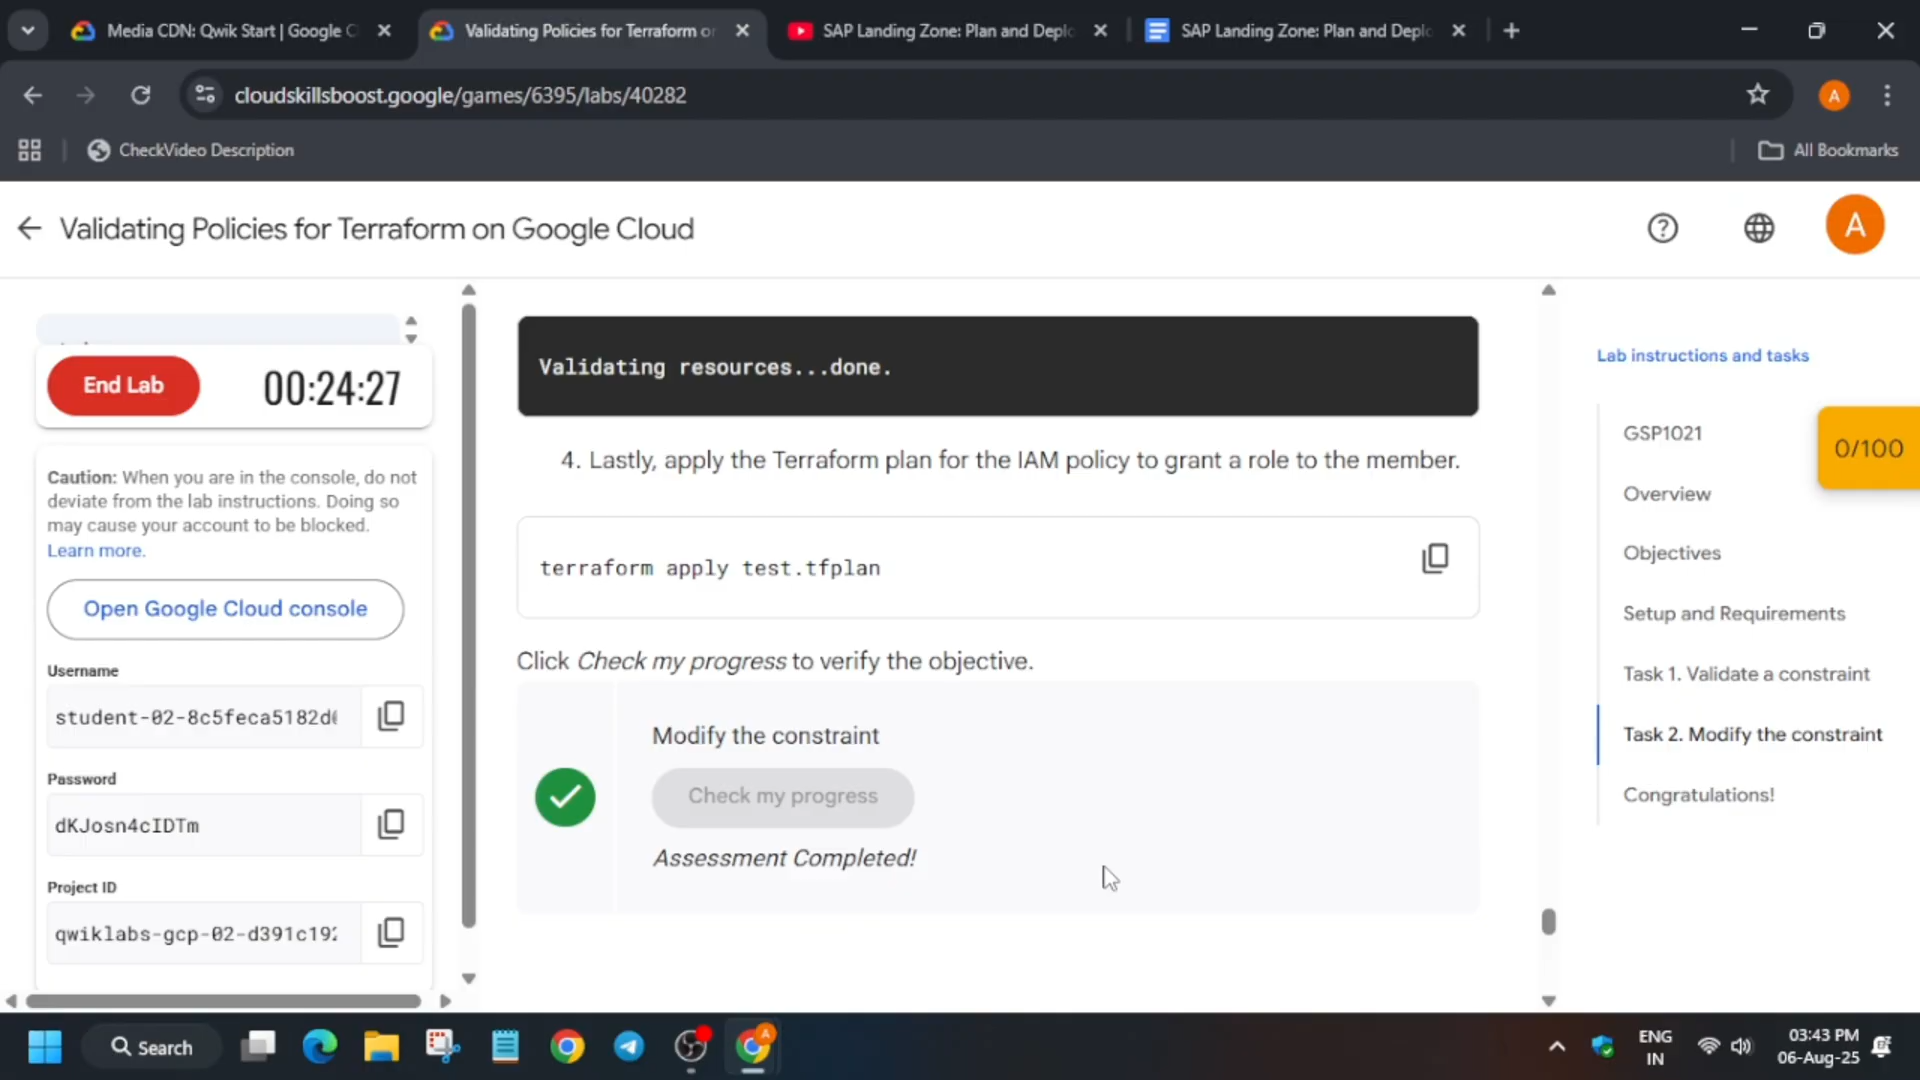 Media CDN: Qwik Start | Google C
Validating Policies for Terraform or
SAP Landing Zone: Plan and Deplo
SAP Landing Zone: Plan and Deplo
cloudskillsboost.google/games/6395/labs/40282
A
CheckVideo Description
All Bookmarks
Validating Policies for Terraform on Google Cloud
A
End Lab
00:24:27
Caution: When you are in the console, do not
deviate from the lab instructions. Doing so
may cause your account to be blocked.
Learn more.
Open Google Cloud console
Username
student-02-8c5feca5182d
Password
dKJosn4cIDTm
Project ID
qwiklabs-gcp-02-d391c192
Validating resources...done.
4. Lastly, apply the Terraform plan for the IAM policy to grant a role to the member.
terraform apply test.tfplan
Click Check my progress to verify the objective.
Modify the constraint
Check my progress
Assessment Completed!
Lab instructions and tasks
GSP1021
0/100
Overview
Objectives
Setup and Requirements
Task 1. Validate a constraint
Task 2. Modify the constraint
Congratulations!
Search
A
ENG
IN
03:43 PM
06-Aug-25